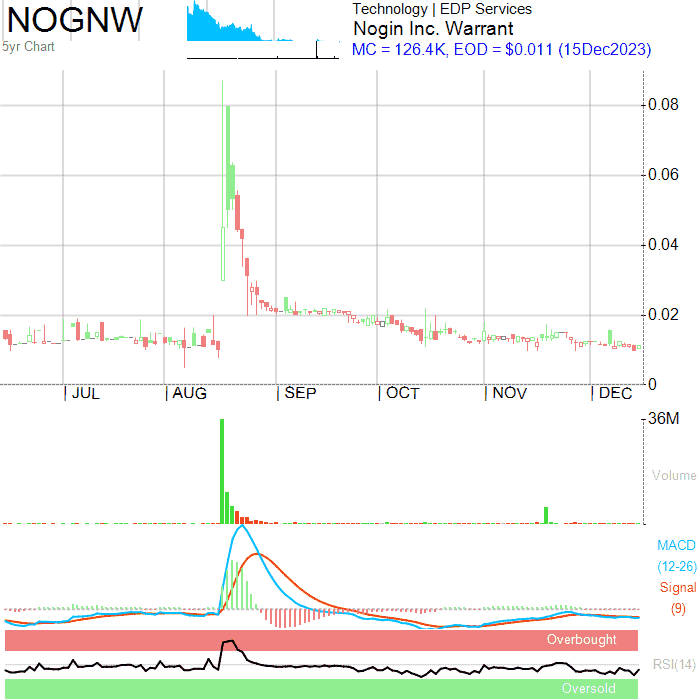 NOGNW
5yr Chart
Technology | EDP Services
Nogin Inc. Warrant
MC = 126.4K, EOD = $0.011 (15Dec2023)
0.08
0.06
0.04
0.02
0
| JUL | AUG | SEP | OCT | NOV | DEC
36M
Volume
MACD
(12-26)
Signal
(9)
Overbought
RSI(14)
Oversold